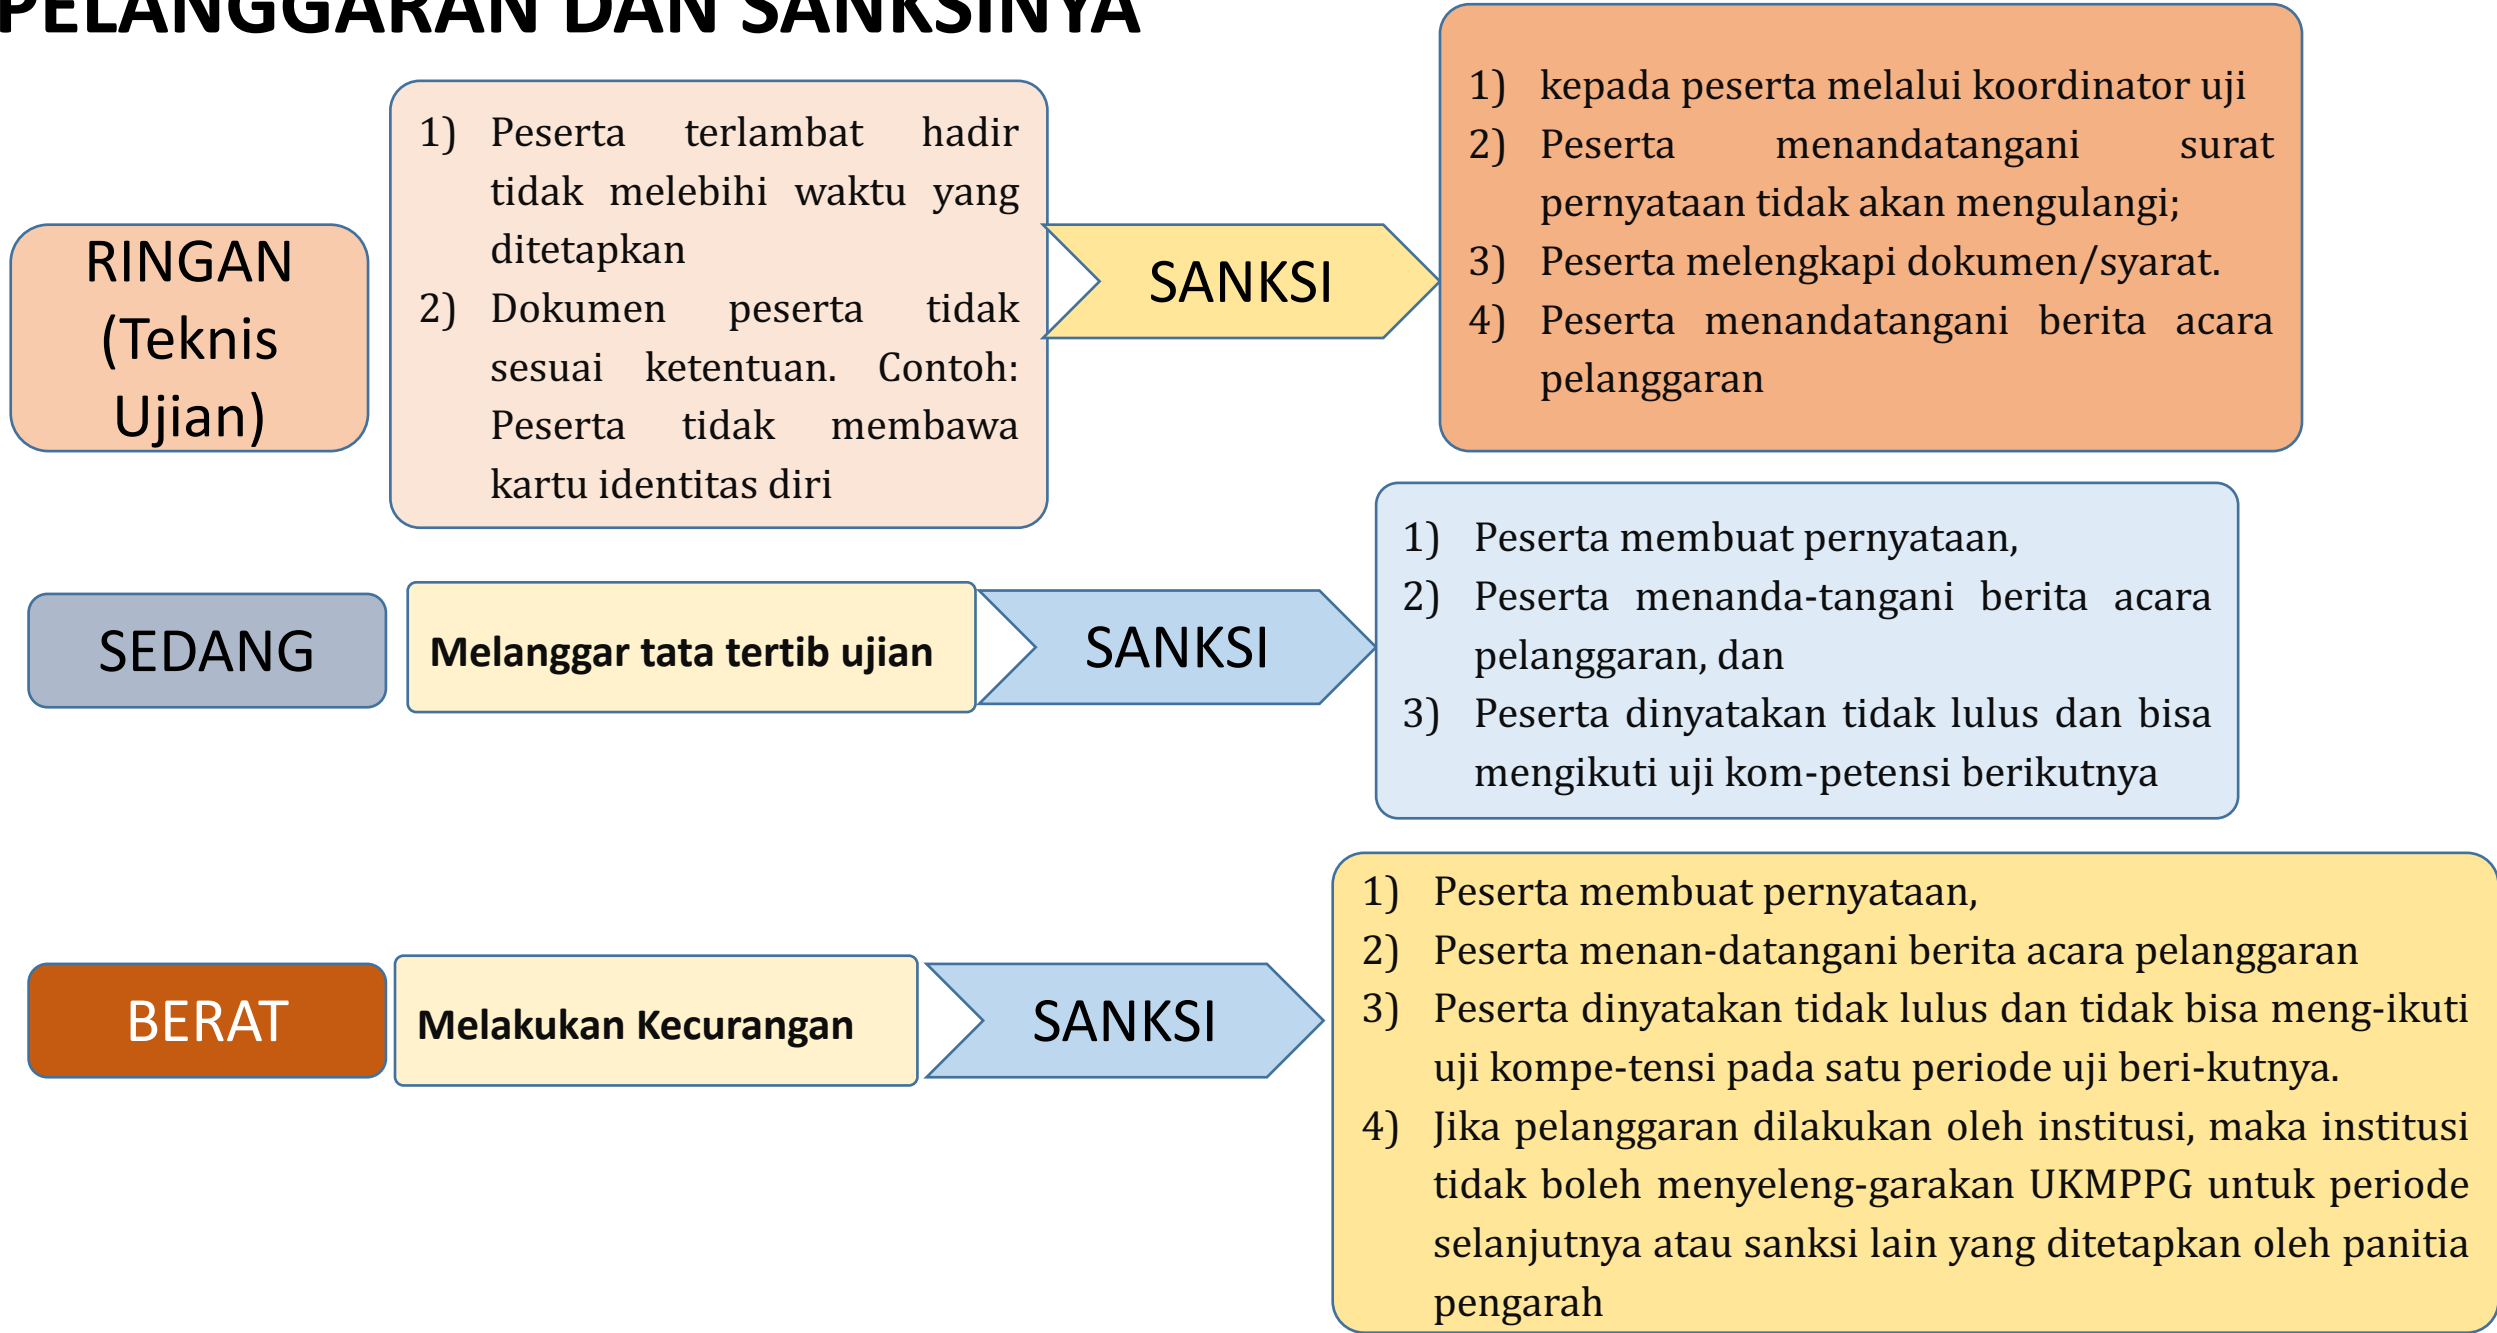 PELANGGARAN DAN SANKSINYA
RINGAN
(Teknis
Ujian)
1) Peserta terlambat hadir
tidak melebihi waktu yang
ditetapkan
2) Dokumen peserta tidak
sesuai ketentuan. Contoh:
Peserta tidak membawa
kartu identitas diri
SANKSI
1) kepada peserta melalui koordinator uji
2) Peserta menandatangani surat
pernyataan tidak akan mengulangi;
3) Peserta melengkapi dokumen/syarat.
4) Peserta menandatangani berita acara
pelanggaran
SEDANG
Melanggar tata tertib ujian
SANKSI
1) Peserta membuat pernyataan,
2) Peserta menanda-tangani berita acara
pelanggaran, dan
3) Peserta dinyatakan tidak lulus dan bisa
mengikuti uji kom-petensi berikutnya
BERAT
Melakukan Kecurangan
SANKSI
1) Peserta membuat pernyataan,
2) Peserta menan-datangani berita acara pelanggaran
3) Peserta dinyatakan tidak lulus dan tidak bisa meng-ikuti
uji kompe-tensi pada satu periode uji beri-kutnya.
4) Jika pelanggaran dilakukan oleh institusi, maka institusi
tidak boleh menyeleng-garakan UKMPPG untuk periode
selanjutnya atau sanksi lain yang ditetapkan oleh panitia
pengarah